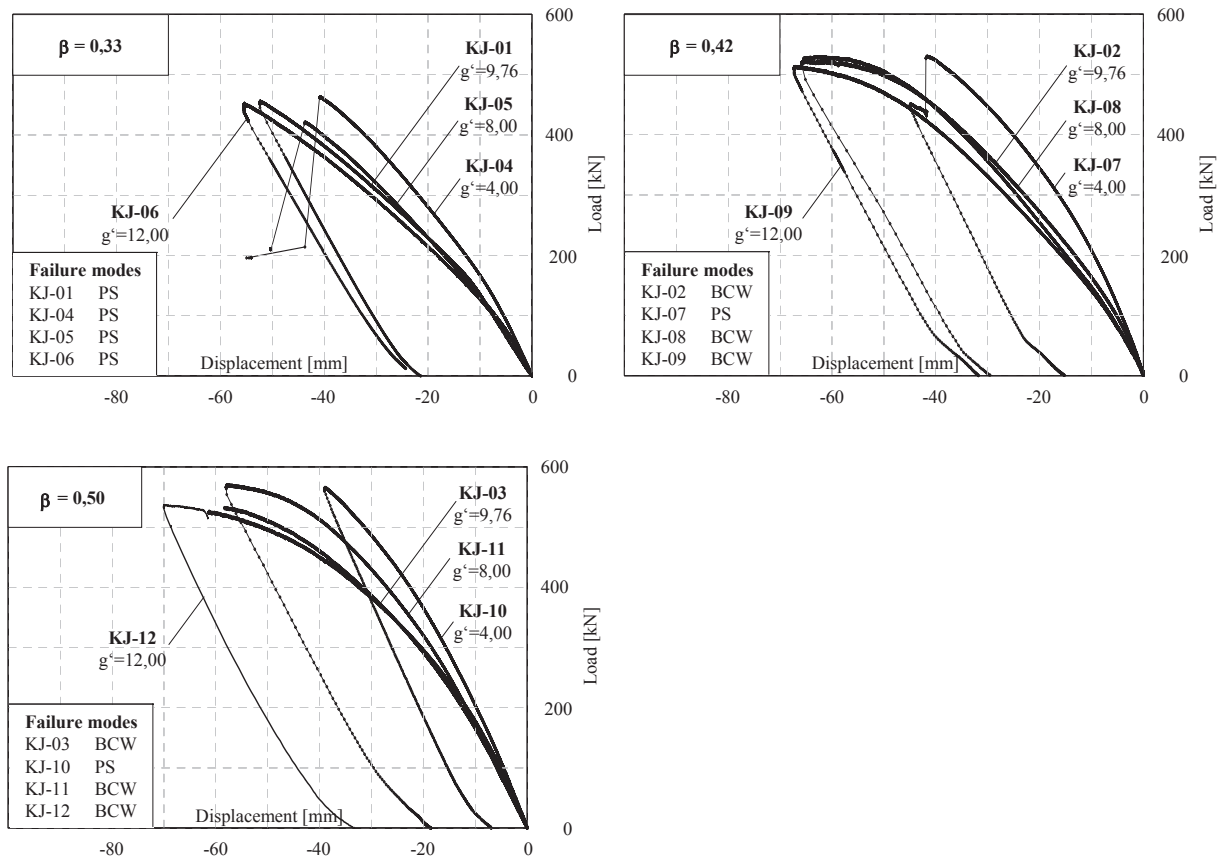 β = 0,33
KJ-01
g‘=9,76
KJ-05
g‘=8,00
KJ-04
g‘=4,00
KJ-06
g‘=12,00
Failure modes
KJ-01 PS
KJ-04 PS
KJ-05 PS
KJ-06 PS
Displacement [mm]
Load [kN]
600
400
200
0
-80 -60 -40 -20 0
β = 0,42
KJ-02
g‘=9,76
KJ-08
g‘=8,00
KJ-07
g‘=4,00
KJ-09
g‘=12,00
Failure modes
KJ-02 BCW
KJ-07 PS
KJ-08 BCW
KJ-09 BCW
Displacement [mm]
Load [kN]
600
400
200
0
-80 -60 -40 -20 0
β = 0,50
KJ-03
g‘=9,76
KJ-11
g‘=8,00
KJ-10
g‘=4,00
KJ-12
g‘=12,00
Failure modes
KJ-03 BCW
KJ-10 PS
KJ-11 BCW
KJ-12 BCW
Displacement [mm]
Load [kN]
600
400
200
0
-80 -60 -40 -20 0